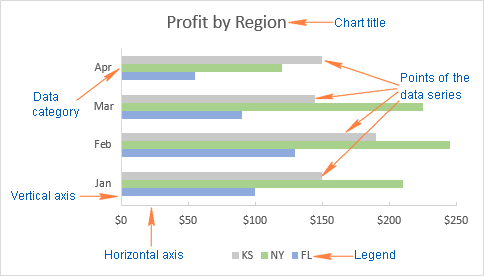 Profit by Region
Chart title
Apr
Mar
Feb
Jan
Data
category
Points of the
data series
Vertical axis
$0 $50 $100 $150 $200 $250
Horizontal axis
KS NY FL
Legend